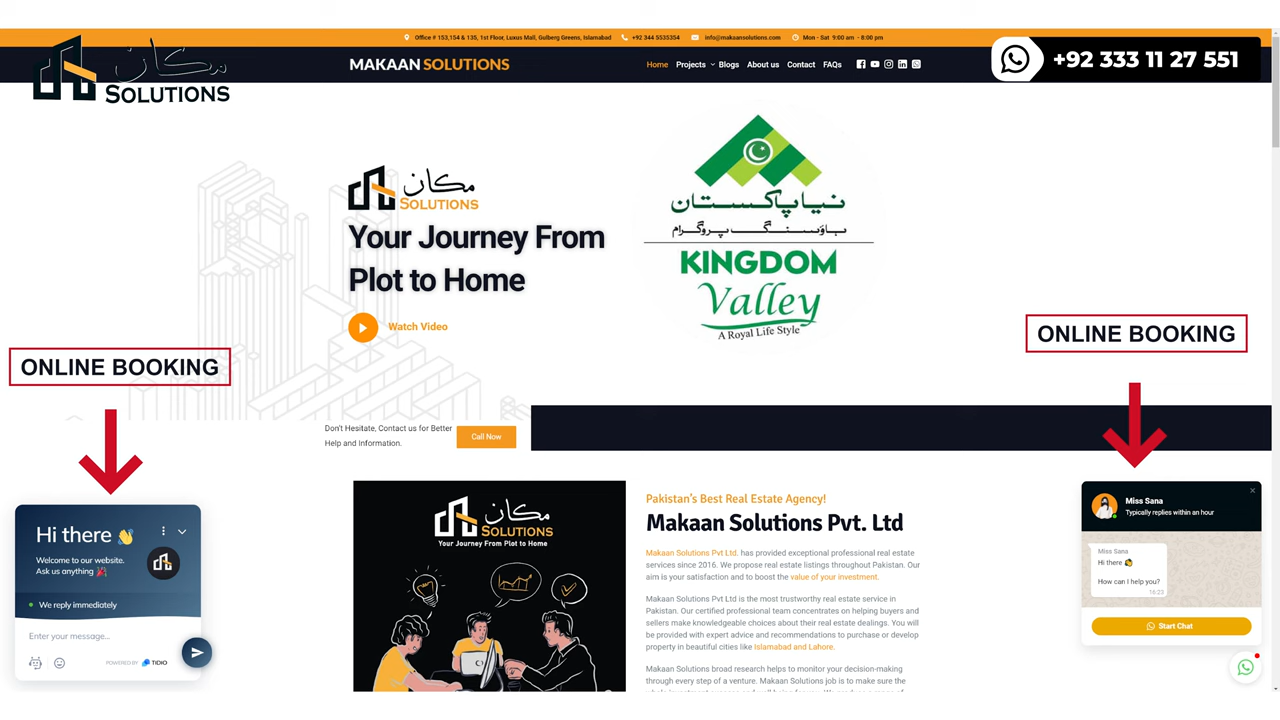 Office # 153,154 & 135, 1st Floor, Luxus Mall, Gulberg Greens, Islamabad
+92 344 5535354
info@makaansolutions.com
Mon - Sat 9:00 am - 8:00 pm
مکان
SOLUTIONS
MAKAAN SOLUTIONS
Home Projects Blogs About us Contact FAQs
+92 333 11 27 551
مکان
SOLUTIONS
Your Journey From
Plot to Home
Watch Video
نیا پاکستان
ہاؤسنگ پروگرام
KINGDOM
Valley
A Royal Life Style
ONLINE BOOKING
ONLINE BOOKING
Don't Hesitate, Contact us for Better
Help and Information.
Call Now
مکان
SOLUTIONS
Your Journey From Plot to Home
Pakistan's Best Real Estate Agency!
Makaan Solutions Pvt. Ltd
Makaan Solutions Pvt Ltd. has provided exceptional professional real estate
services since 2016. We propose real estate listings throughout Pakistan. Our
aim is your satisfaction and to boost the value of your investment.
Makaan Solutions Pvt Ltd is the most trustworthy real estate service in
Pakistan. Our certified professional team concentrates on helping buyers and
sellers make knowledgeable choices about their real estate dealings. You will
be provided with expert advice and recommendations to purchase or develop
property in beautiful cities like Islamabad and Lahore.
Makaan Solutions broad research helps to monitor your decision-making
through every step of a venture. Makaan Solutions job is to make sure the
Hi there
Welcome to our website.
Ask us anything
We reply immediately
Enter your message...
POWERED BY TIDIO
Miss Sana
Typically replies within an hour
Miss Sana
Hi there
How can I help you?
16:23
Start Chat